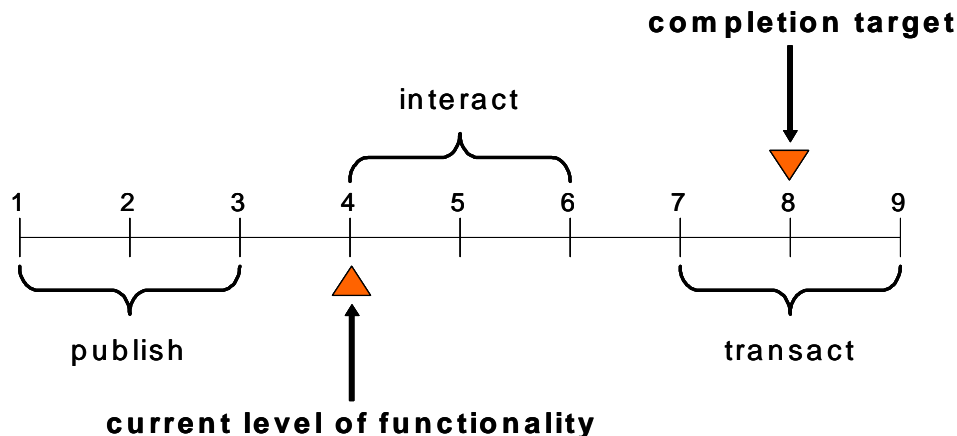 completion target
interact
1 2 3 4 5 6 7 8 9
publish
transact
current level of functionality